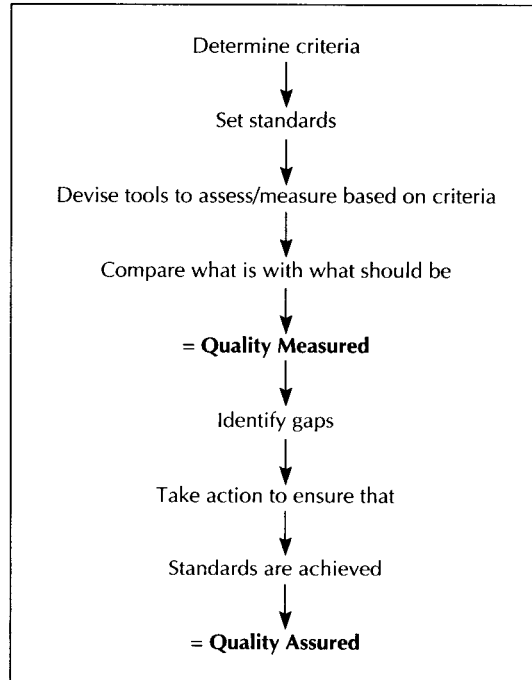 Determine criteria
Set standards
Devise tools to assess/measure based on criteria
Compare what is with what should be
= Quality Measured
Identify gaps
Take action to ensure that
Standards are achieved
= Quality Assured